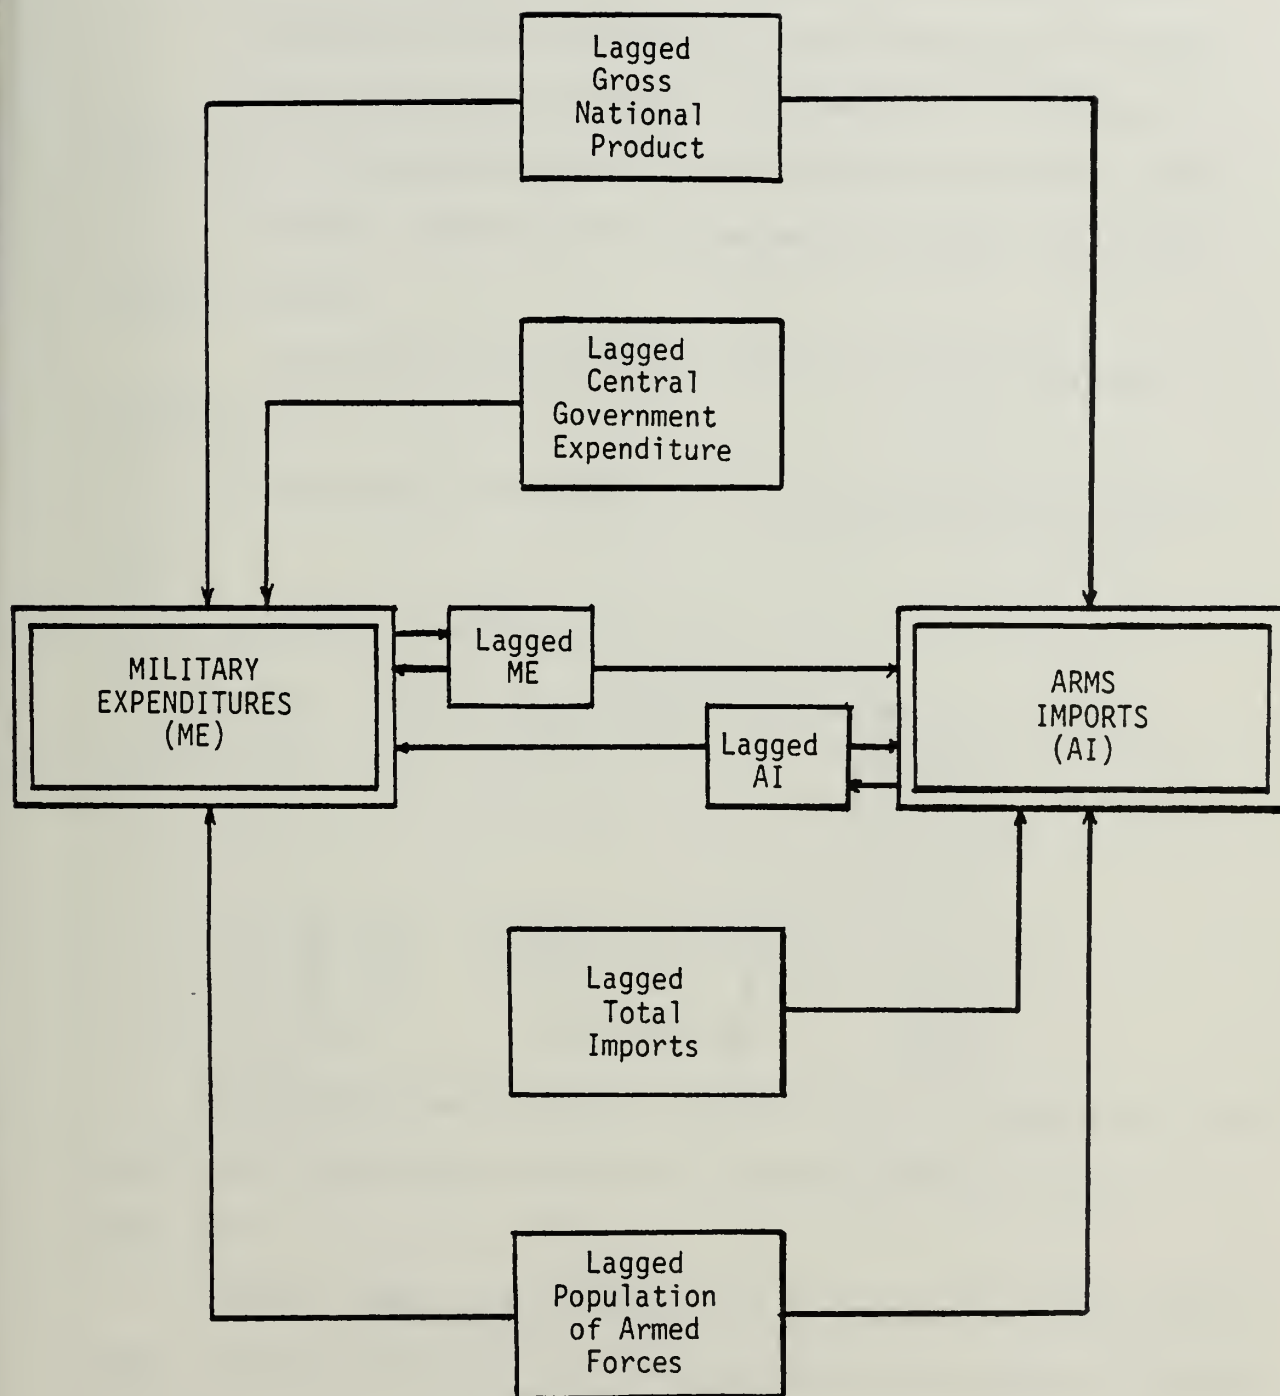 Lagged
Gross
National
Product
Lagged
Central
Government
Expenditure
MILITARY
EXPENDITURES
(ME)
Lagged
ME
Lagged
AI
ARMS
IMPORTS
(AI)
Lagged
Total
Imports
Lagged
Population
of Armed
Forces